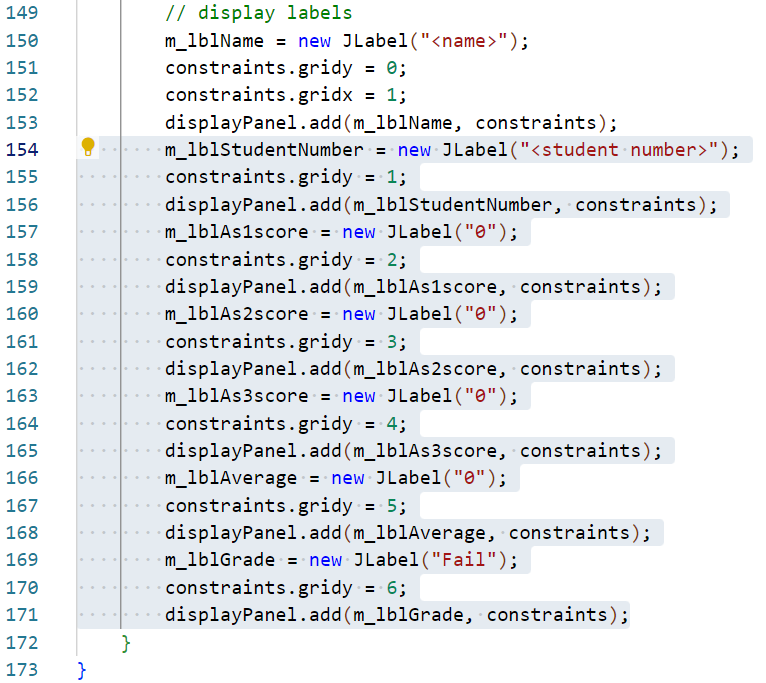 149 // display labels
150 m_lblName = new JLabel("<name>");
151 constraints.gridy = 0;
152 constraints.gridx = 1;
153 displayPanel.add(m_lblName, constraints);
154 m_lblStudentNumber = new JLabel("<student number>");
155 constraints.gridy = 1;
156 displayPanel.add(m_lblStudentNumber, constraints);
157 m_lblAs1score = new JLabel("0");
158 constraints.gridy = 2;
159 displayPanel.add(m_lblAs1score, constraints);
160 m_lblAs2score = new JLabel("0");
161 constraints.gridy = 3;
162 displayPanel.add(m_lblAs2score, constraints);
163 m_lblAs3score = new JLabel("0");
164 constraints.gridy = 4;
165 displayPanel.add(m_lblAs3score, constraints);
166 m_lblAverage = new JLabel("0");
167 constraints.gridy = 5;
168 displayPanel.add(m_lblAverage, constraints);
169 m_lblGrade = new JLabel("Fail");
170 constraints.gridy = 6;
171 displayPanel.add(m_lblGrade, constraints);
172 }
173 }